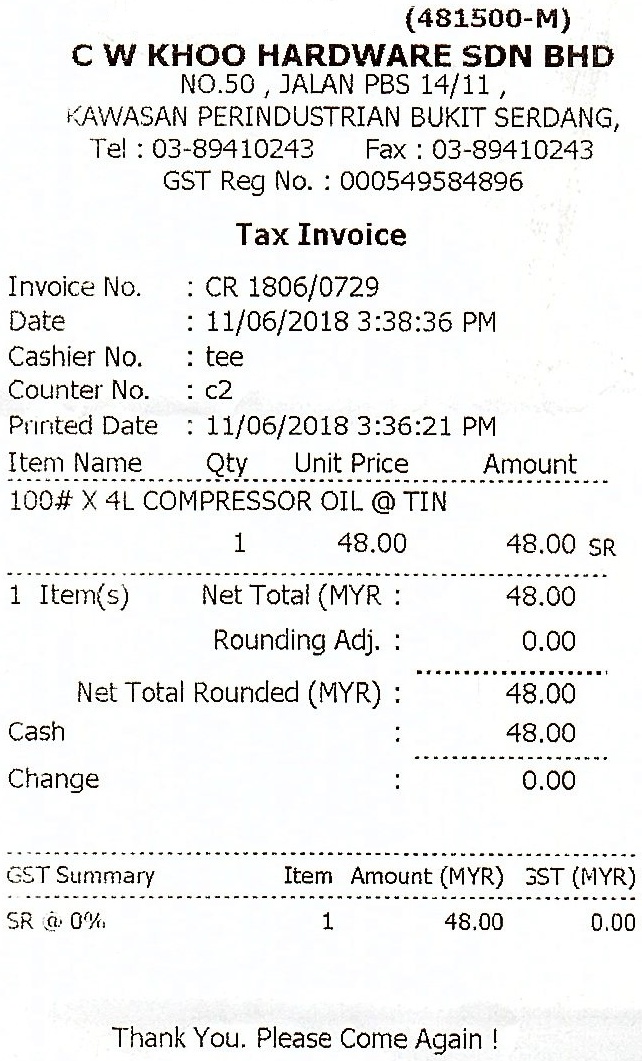 (481500-M)
C W KHOO HARDWARE SDN BHD
NO.50 , JALAN PBS 14/11 ,
KAWASAN PERINDUSTRIAN BUKIT SERDANG,
Tel : 03-89410243 Fax : 03-89410243
GST Reg No. : 000549584896
Tax Invoice
Invoice No. : CR 1806/0729
Date : 11/06/2018 3:38:36 PM
Cashier No. : tee
Counter No. : c2
Printed Date : 11/06/2018 3:36:21 PM
Item Name Qty Unit Price Amount
100# X 4L COMPRESSOR OIL @ TIN
1 48.00 48.00 SR
1 Item(s) Net Total (MYR : 48.00
Rounding Adj. : 0.00
Net Total Rounded (MYR) : 48.00
Cash : 48.00
Change : 0.00
GST Summary Item Amount (MYR) GST (MYR)
SR @ 0% 1 48.00 0.00
Thank You. Please Come Again !